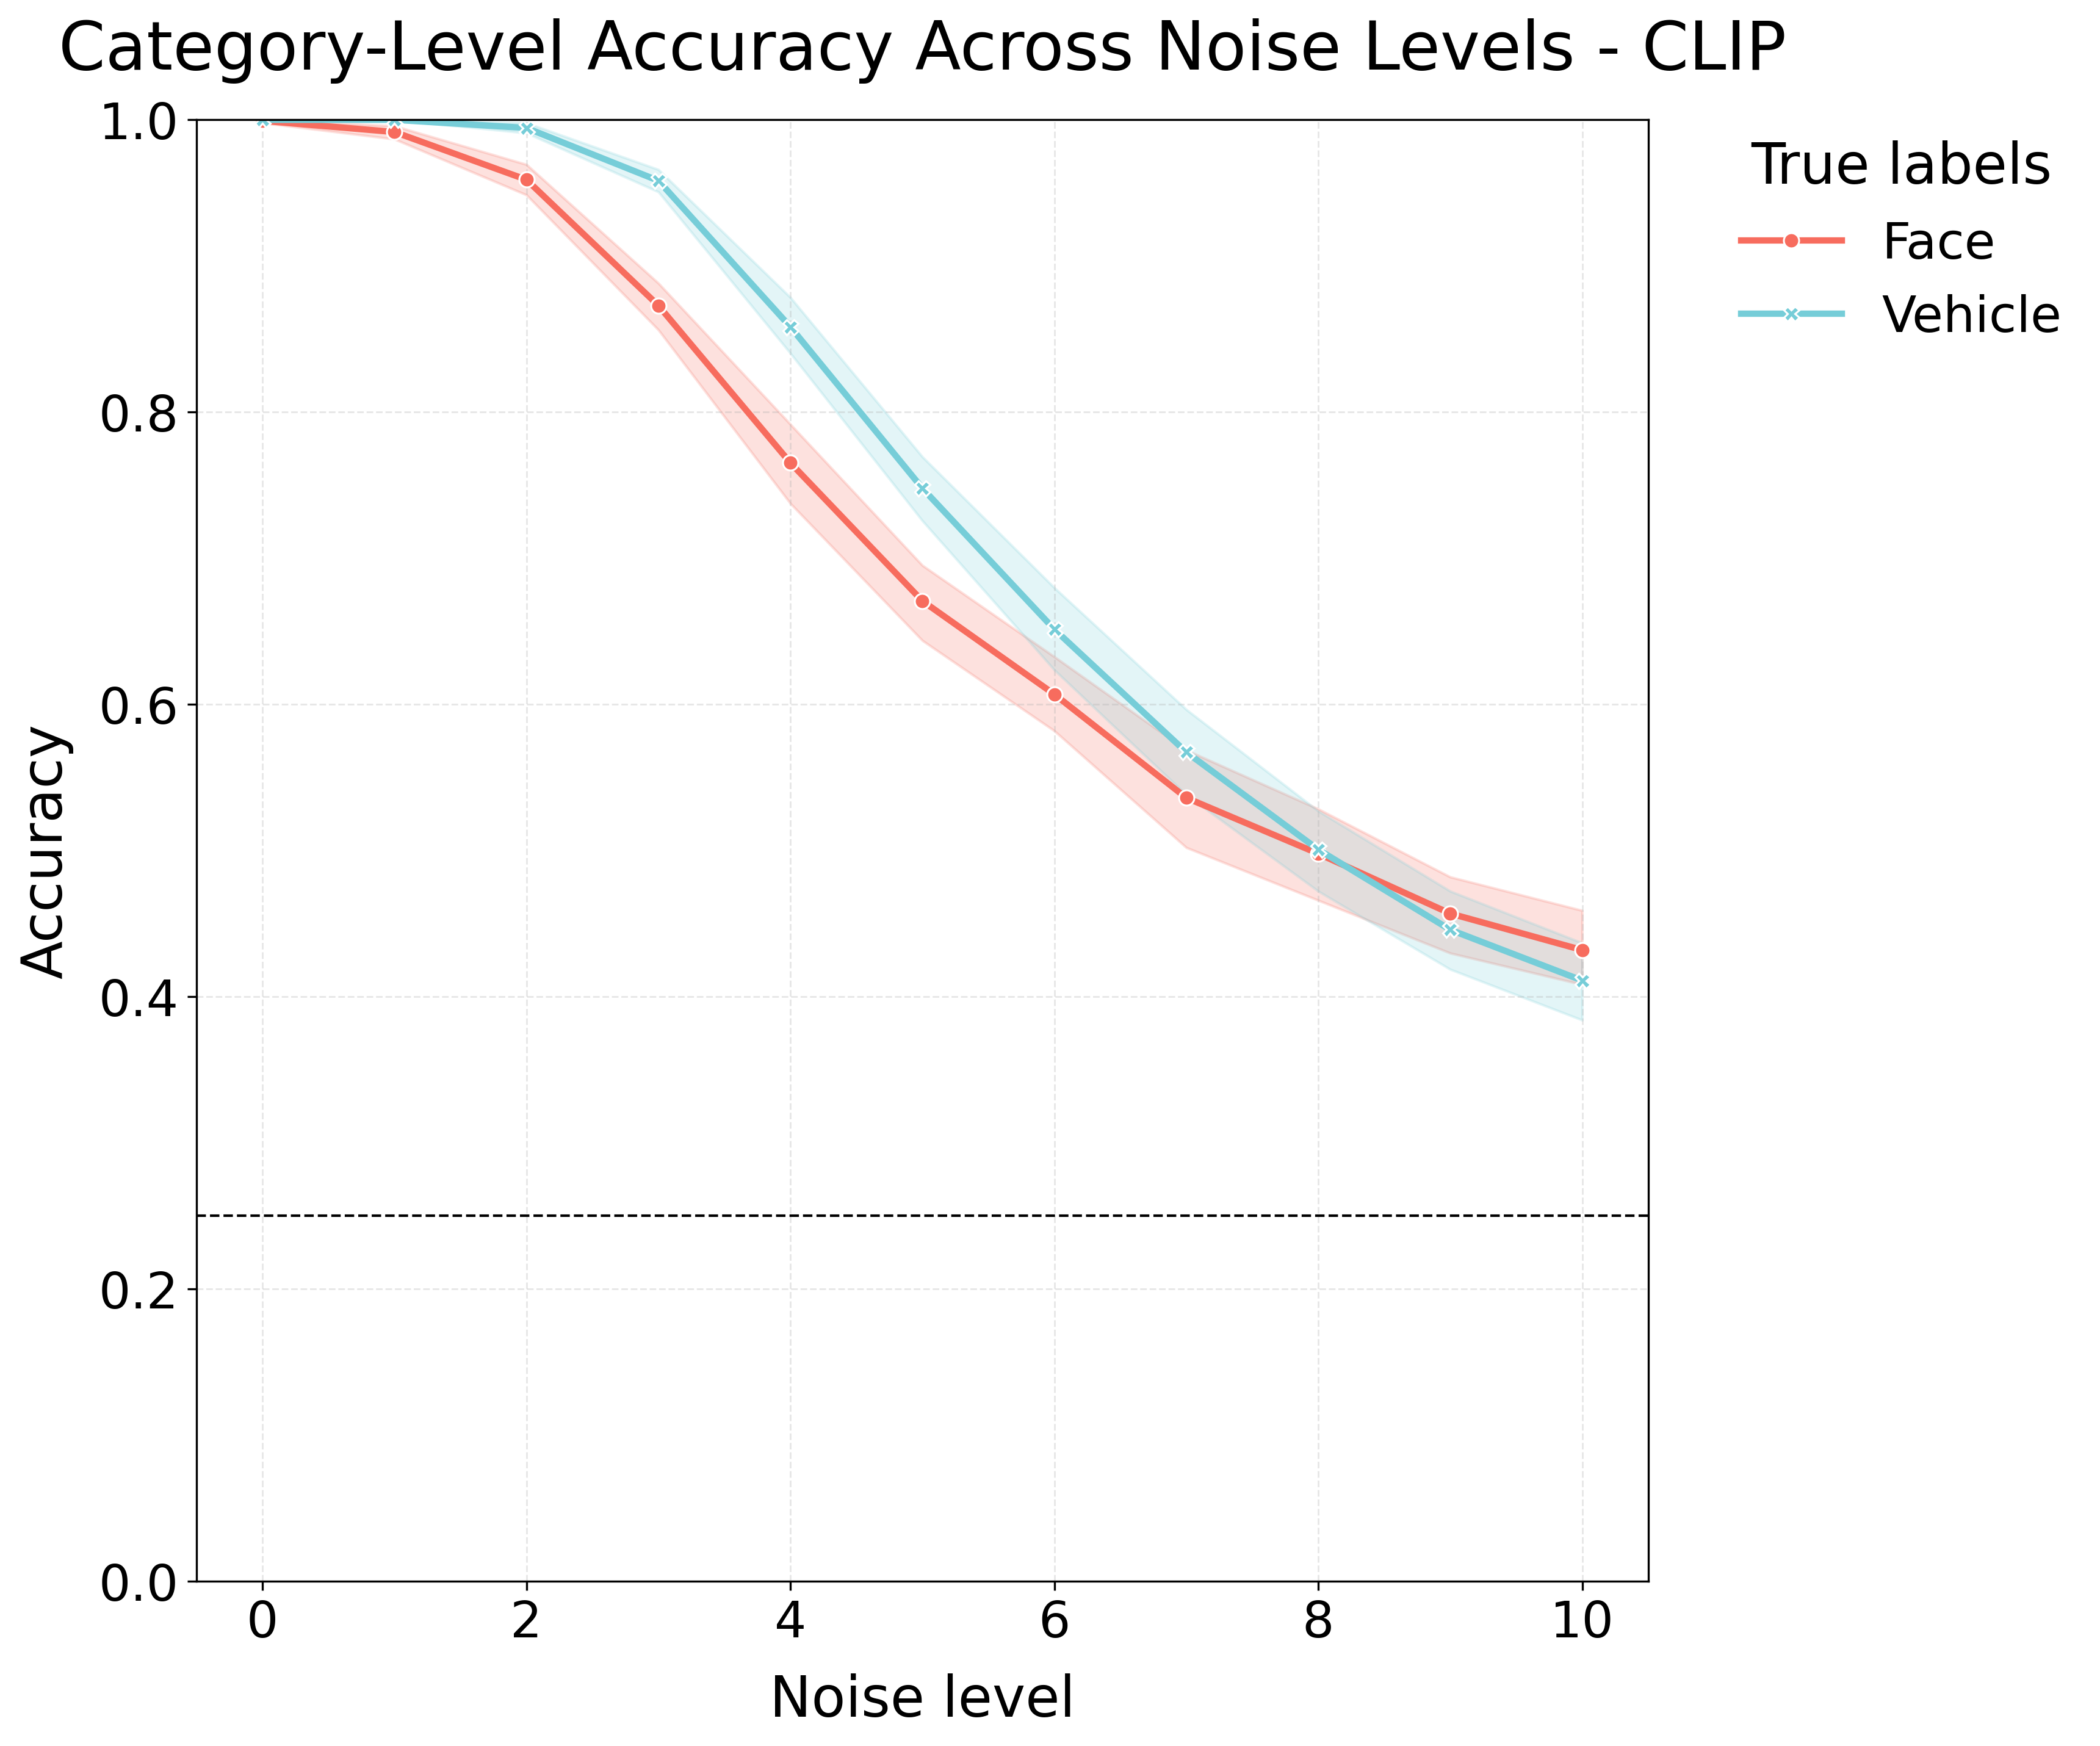 Category-Level Accuracy Across Noise Levels - CLIP
True labels
Face
Vehicle
Accuracy
1.0
0.8
0.6
0.4
0.2
0.0
0 2 4 6 8 10
Noise level